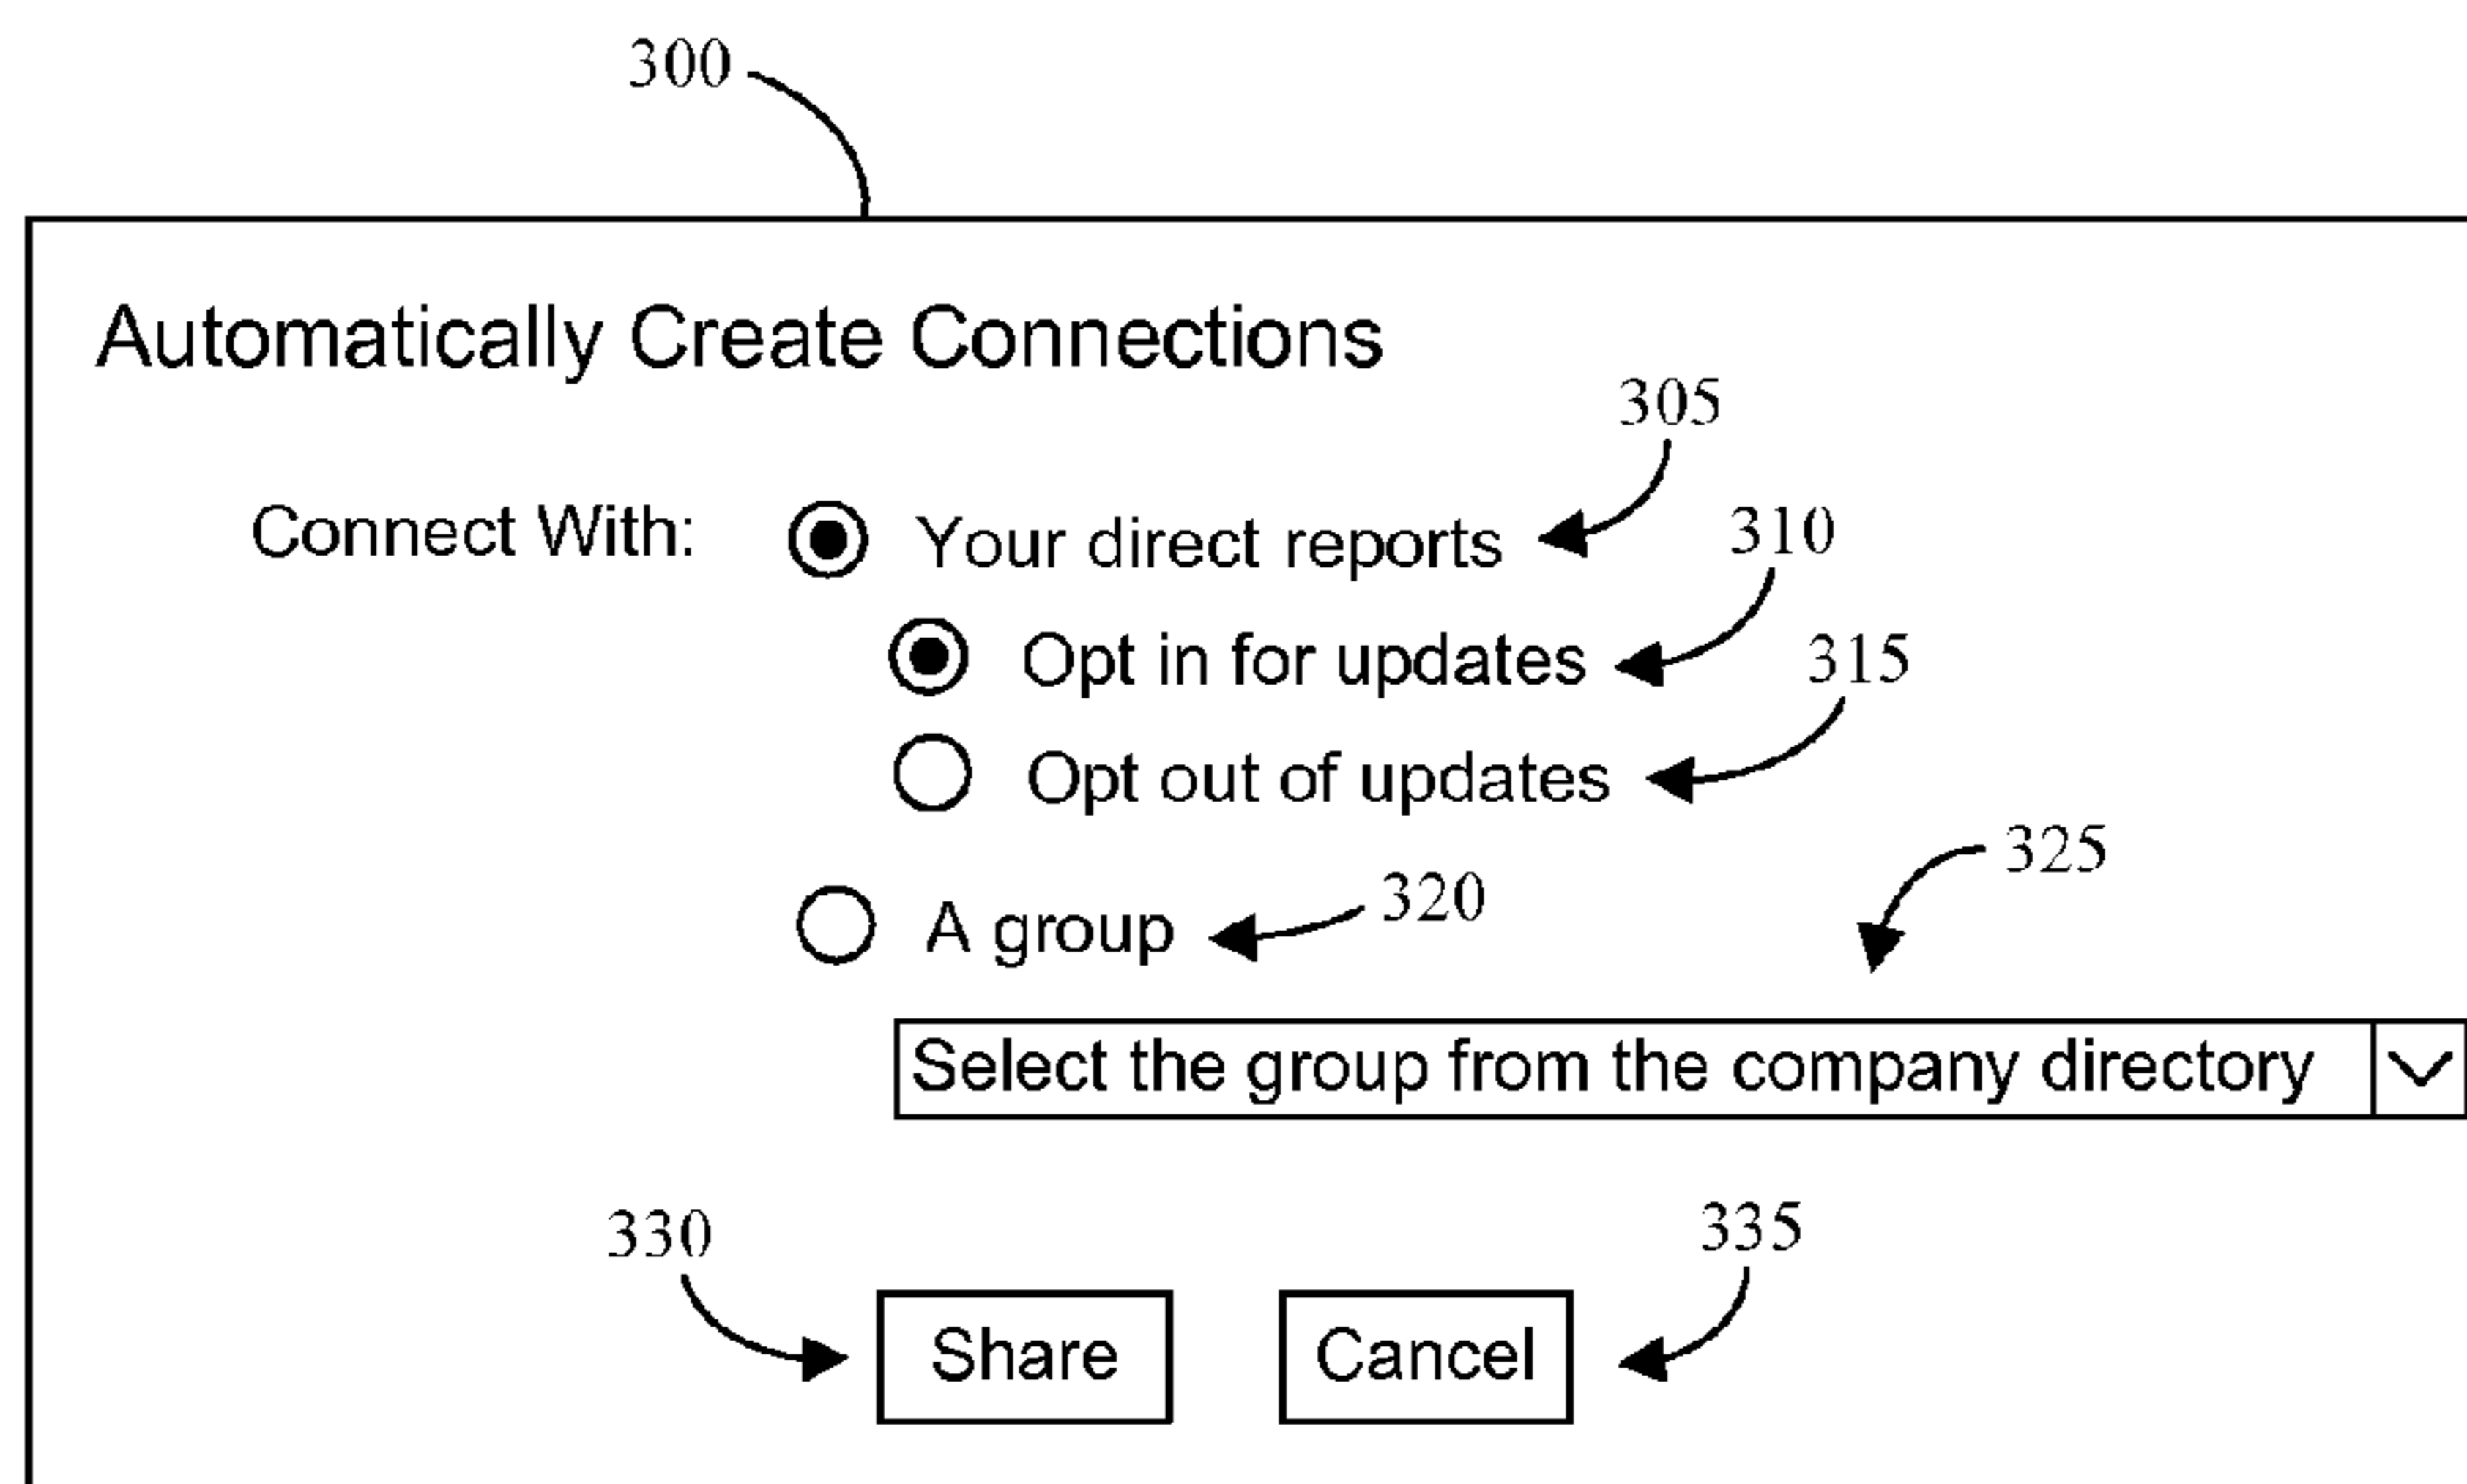 300
Automatically Create Connections
305
Connect With: Your direct reports
310
Opt in for updates
315
Opt out of updates
325
A group 320
Select the group from the company directory
330 335
Share Cancel